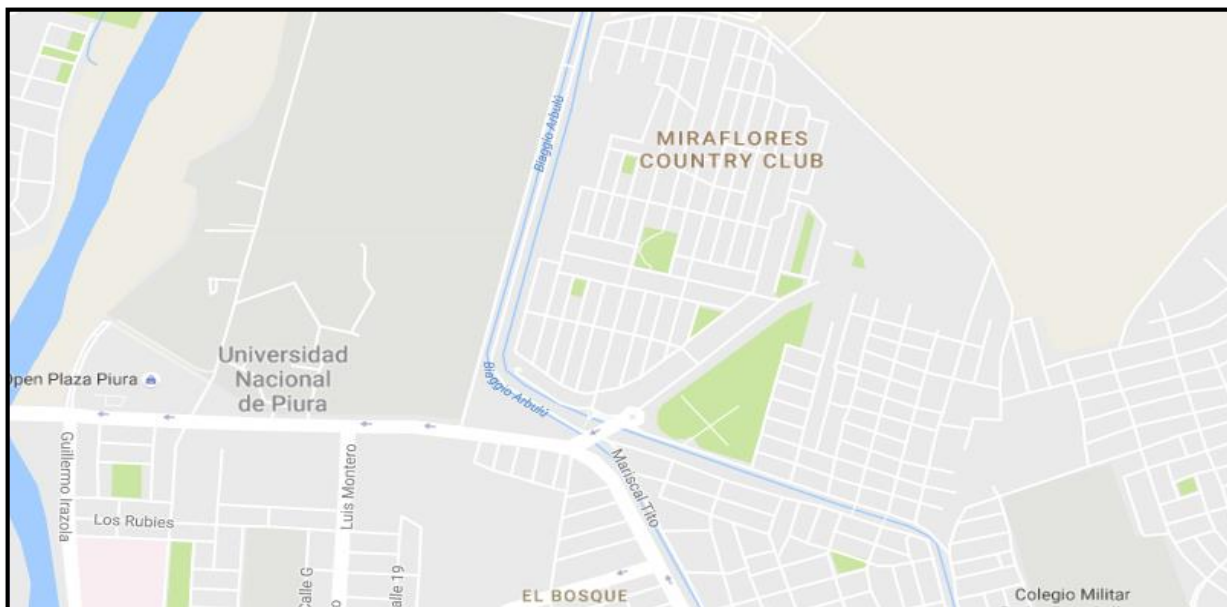 Biaggio Arbulú
MIRAFLORES
COUNTRY CLUB
Universidad
Nacional
de Piura
Open Plaza Piura
Biaggio Arbulú
Guillermo Irazola
Luis Montero
Mariscal Tito
Los Rubies
Calle G
Calle 19
EL BOSQUE
Colegio Militar